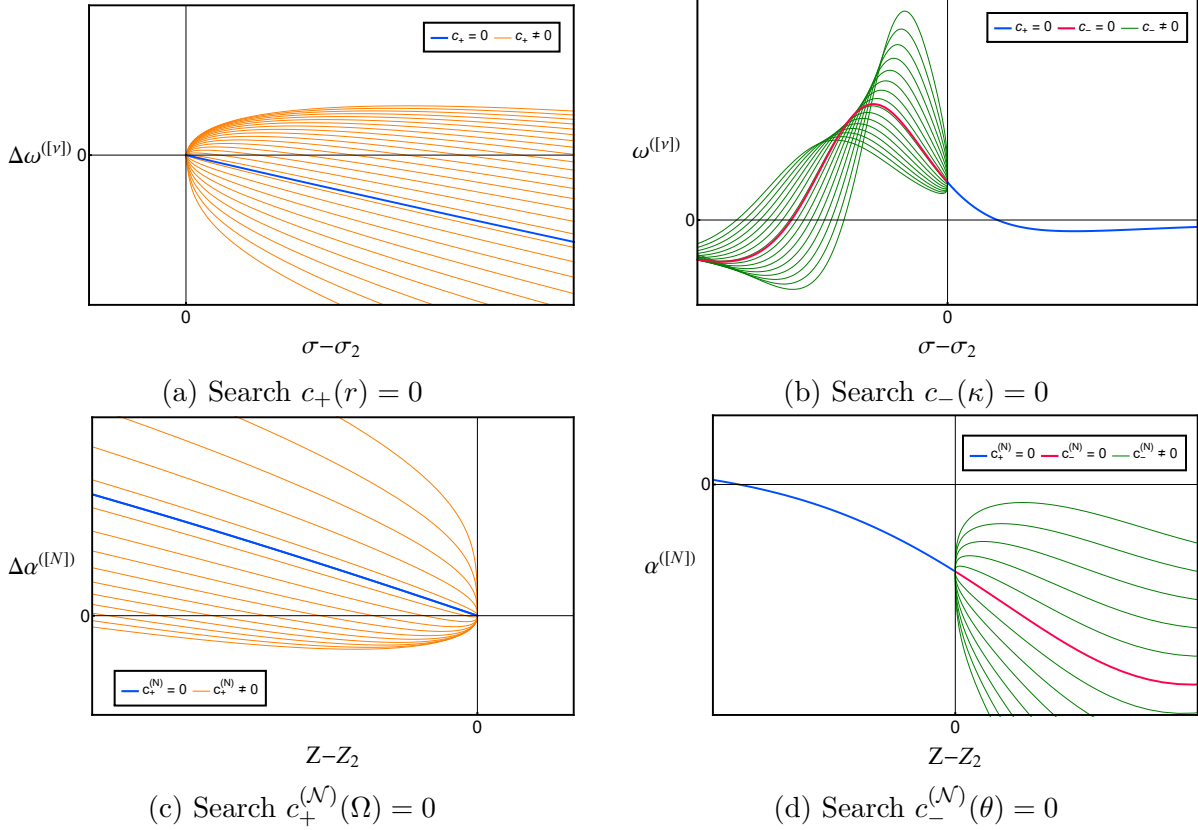 c₊ = 0 c₊ ≠ 0
Δω^([ν])
0
0
σ−σ₂
(a) Search c₊(r) = 0
c₊ = 0 c₋ = 0 c₋ ≠ 0
ω^([ν])
0
0
σ−σ₂
(b) Search c₋(κ) = 0
Δα^([N])
0
c₊^(N) = 0 c₊^(N) ≠ 0
0
Z−Z₂
(c) Search c₊^(𝒩)(Ω) = 0
c₊^(N) = 0 c₋^(N) = 0 c₋^(N) ≠ 0
0
α^([N])
0
Z−Z₂
(d) Search c₋^(𝒩)(θ) = 0